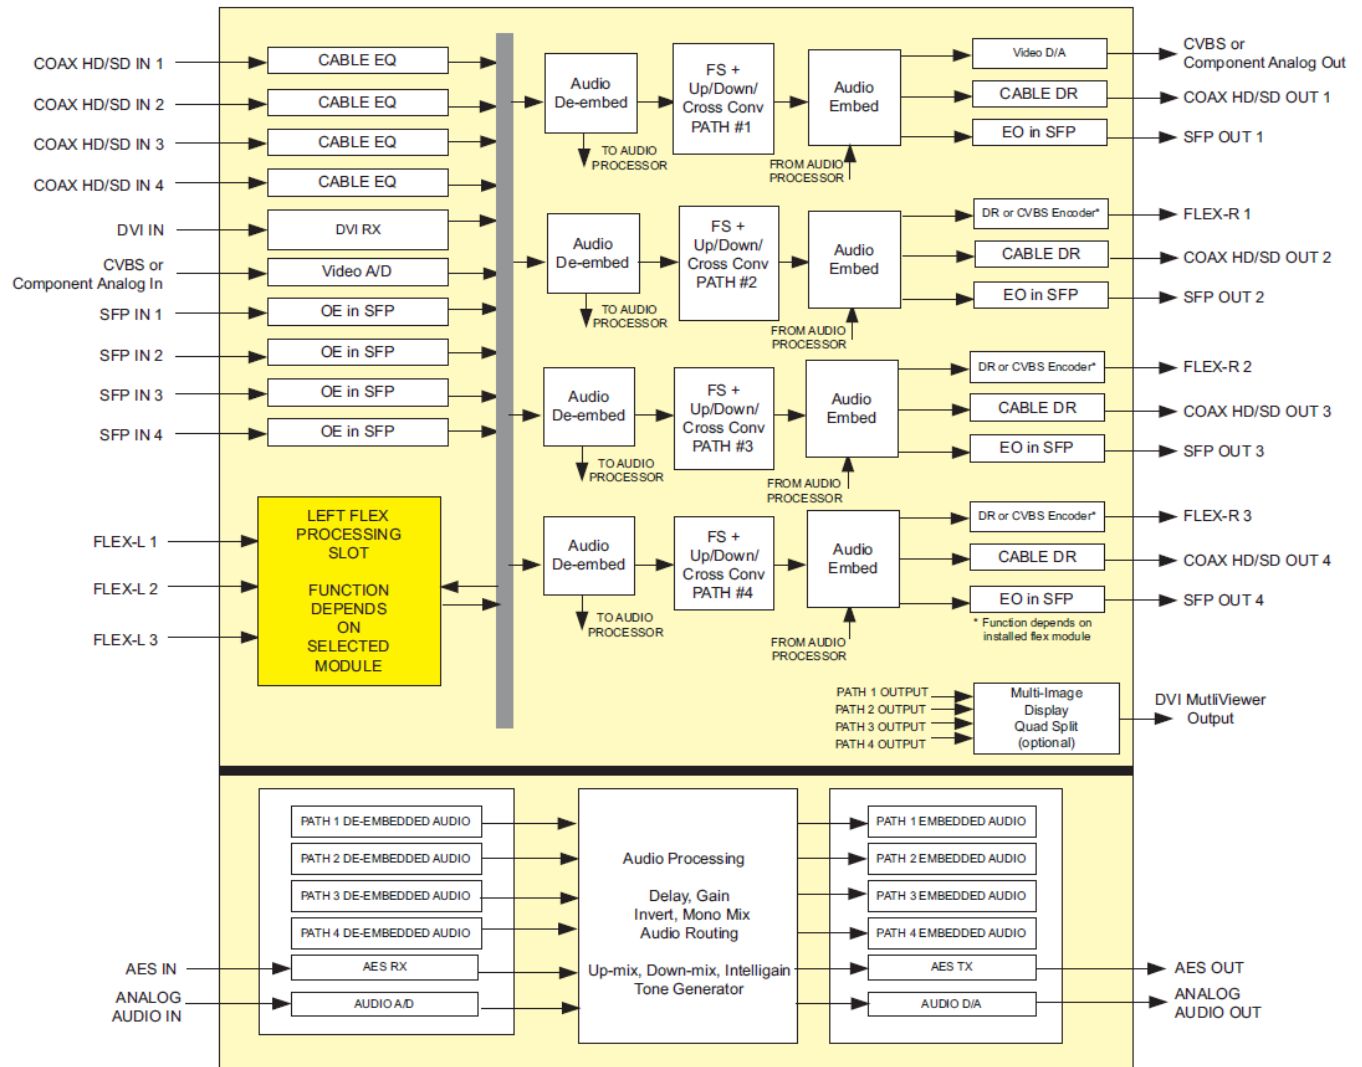 COAX HD/SD IN 1
COAX HD/SD IN 2
COAX HD/SD IN 3
COAX HD/SD IN 4
DVI IN
CVBS or
Component Analog In
SFP IN 1
SFP IN 2
SFP IN 3
SFP IN 4
FLEX-L 1
FLEX-L 2
FLEX-L 3
CABLE EQ
CABLE EQ
CABLE EQ
CABLE EQ
DVI RX
Video A/D
OE in SFP
OE in SFP
OE in SFP
OE in SFP
LEFT FLEX
PROCESSING
SLOT
FUNCTION
DEPENDS
ON
SELECTED
MODULE
Audio
De-embed
TO AUDIO
PROCESSOR
FS +
Up/Down/
Cross Conv
PATH #1
Audio
Embed
FROM AUDIO
PROCESSOR
Video D/A
CABLE DR
EO in SFP
CVBS or
Component Analog Out
COAX HD/SD OUT 1
SFP OUT 1
Audio
De-embed
TO AUDIO
PROCESSOR
FS +
Up/Down/
Cross Conv
PATH #2
Audio
Embed
FROM AUDIO
PROCESSOR
DR or CVBS Encoder*
CABLE DR
EO in SFP
FLEX-R 1
COAX HD/SD OUT 2
SFP OUT 2
Audio
De-embed
TO AUDIO
PROCESSOR
FS +
Up/Down/
Cross Conv
PATH #3
Audio
Embed
FROM AUDIO
PROCESSOR
DR or CVBS Encoder*
CABLE DR
EO in SFP
FLEX-R 2
COAX HD/SD OUT 3
SFP OUT 3
Audio
De-embed
TO AUDIO
PROCESSOR
FS +
Up/Down/
Cross Conv
PATH #4
Audio
Embed
FROM AUDIO
PROCESSOR
DR or CVBS Encoder*
CABLE DR
EO in SFP
* Function depends on
installed flex module
FLEX-R 3
COAX HD/SD OUT 4
SFP OUT 4
PATH 1 OUTPUT
PATH 2 OUTPUT
PATH 3 OUTPUT
PATH 4 OUTPUT
Multi-Image
Display
Quad Split
(optional)
DVI MutliViewer
Output
AES IN
ANALOG
AUDIO IN
PATH 1 DE-EMBEDDED AUDIO
PATH 2 DE-EMBEDDED AUDIO
PATH 3 DE-EMBEDDED AUDIO
PATH 4 DE-EMBEDDED AUDIO
AES RX
AUDIO A/D
Audio Processing
Delay, Gain
Invert, Mono Mix
Audio Routing
Up-mix, Down-mix, Intelligain
Tone Generator
PATH 1 EMBEDDED AUDIO
PATH 2 EMBEDDED AUDIO
PATH 3 EMBEDDED AUDIO
PATH 4 EMBEDDED AUDIO
AES TX
AUDIO D/A
AES OUT
ANALOG
AUDIO OUT